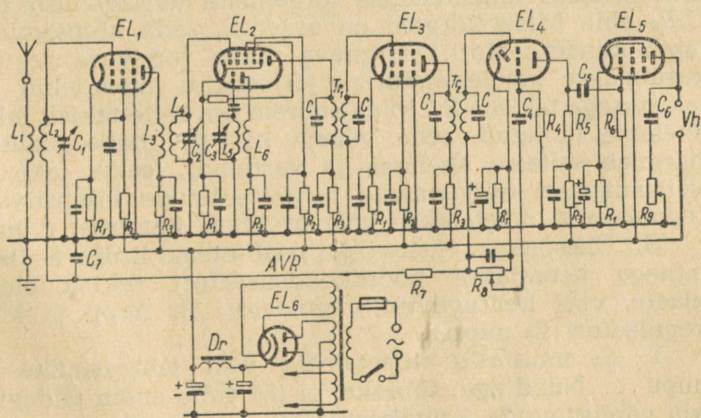 EL1 EL2 EL3 EL4 EL5
L1 L2 C1 L3 L4 C2 C3 L5 L6 C Tr1 C C Tr2 C C4 R4 C5 R5 R6 C6 Vh
R1 R2 R3 R1 R2 R2 R3 R1 R2 R3 R1 R3 R1 R9
C7
AVR
R7 R8
EL6
Dr